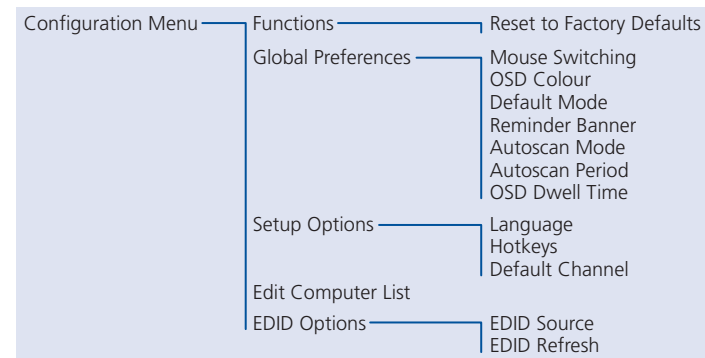 Configuration Menu Functions Reset to Factory Defaults
Global Preferences Mouse Switching
OSD Colour
Default Mode
Reminder Banner
Autoscan Mode
Autoscan Period
OSD Dwell Time
Setup Options Language
Hotkeys
Default Channel
Edit Computer List
EDID Options EDID Source
EDID Refresh